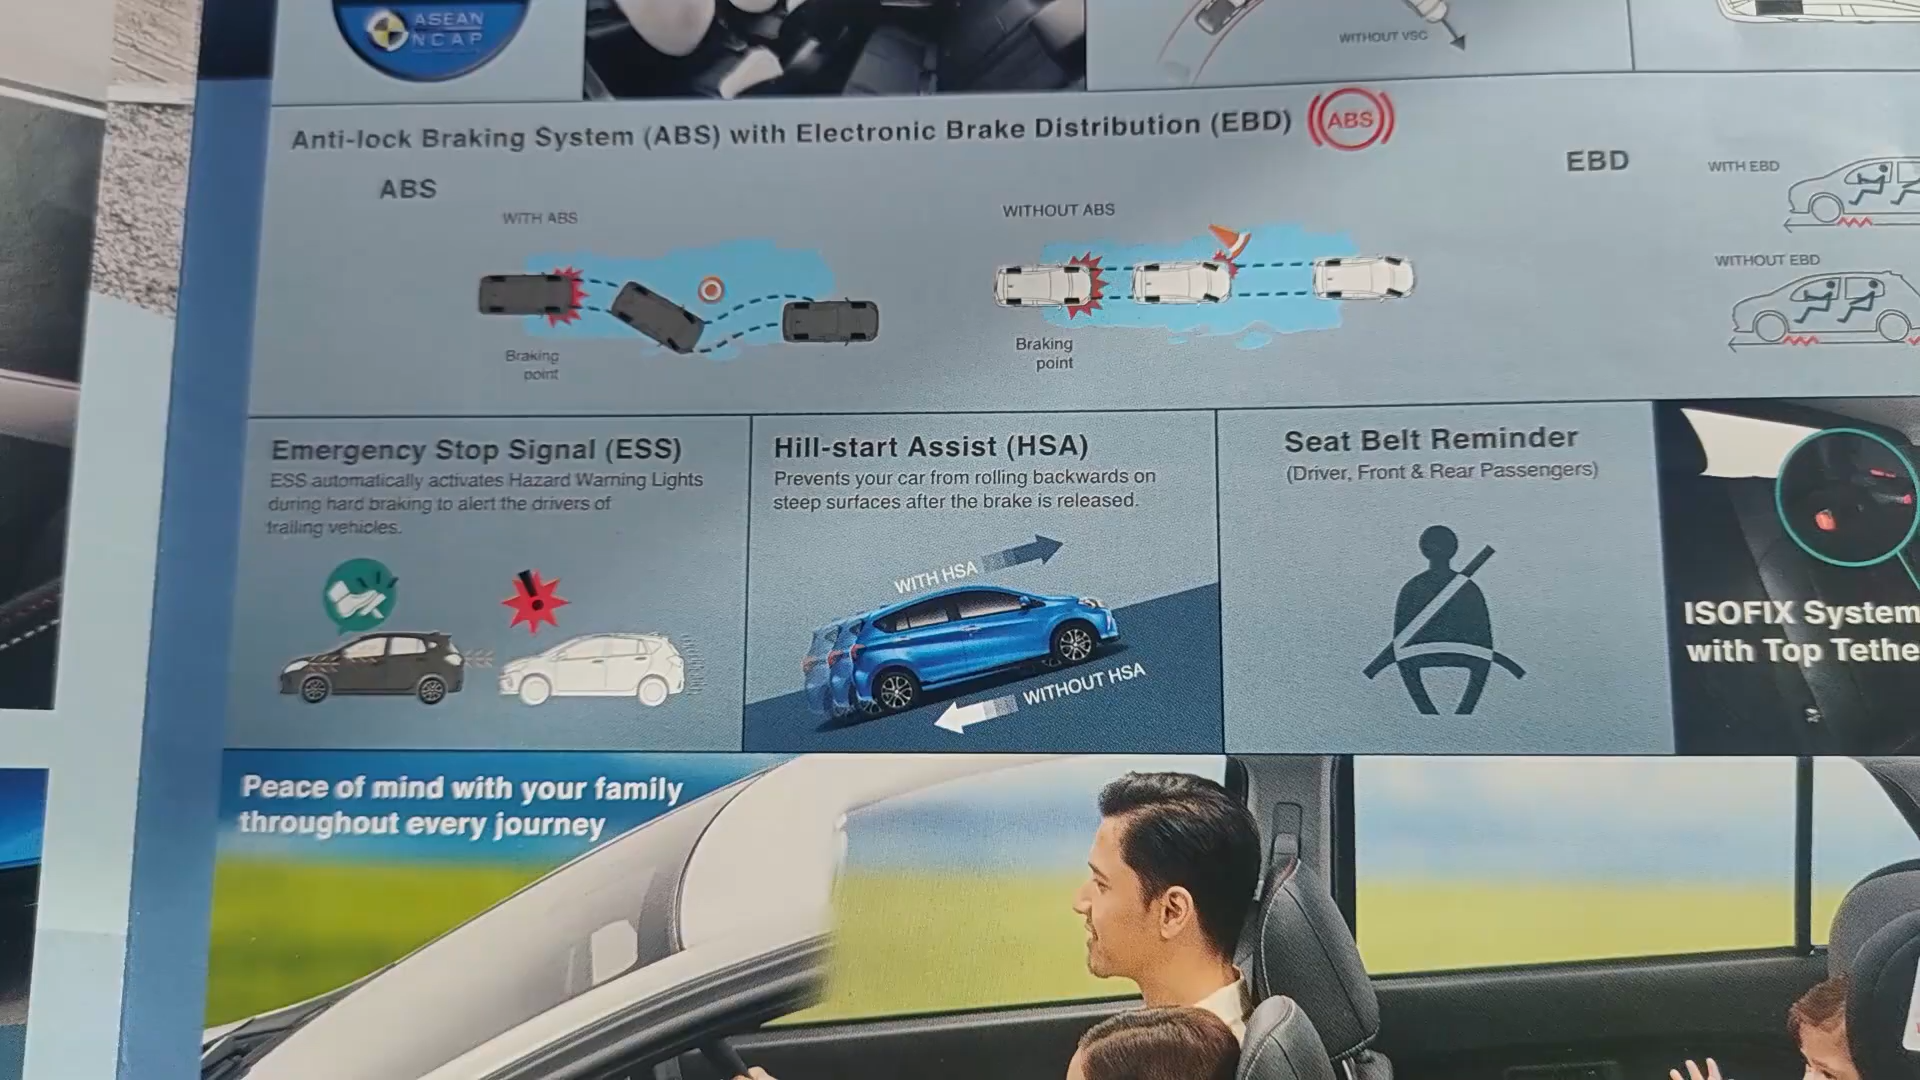 ASEAN
NCAP
WITHOUT VSC
Anti-lock Braking System (ABS) with Electronic Brake Distribution (EBD) ABS
ABS
WITH ABS
Braking
point
WITHOUT ABS
Braking
point
EBD
WITH EBD
WITHOUT EBD
Emergency Stop Signal (ESS)
ESS automatically activates Hazard Warning Lights
during hard braking to alert the drivers of
trailing vehicles.
Hill-start Assist (HSA)
Prevents your car from rolling backwards on
steep surfaces after the brake is released.
WITH HSA
WITHOUT HSA
Seat Belt Reminder
(Driver, Front & Rear Passengers)
ISOFIX System
with Top Tethe
Peace of mind with your family
throughout every journey